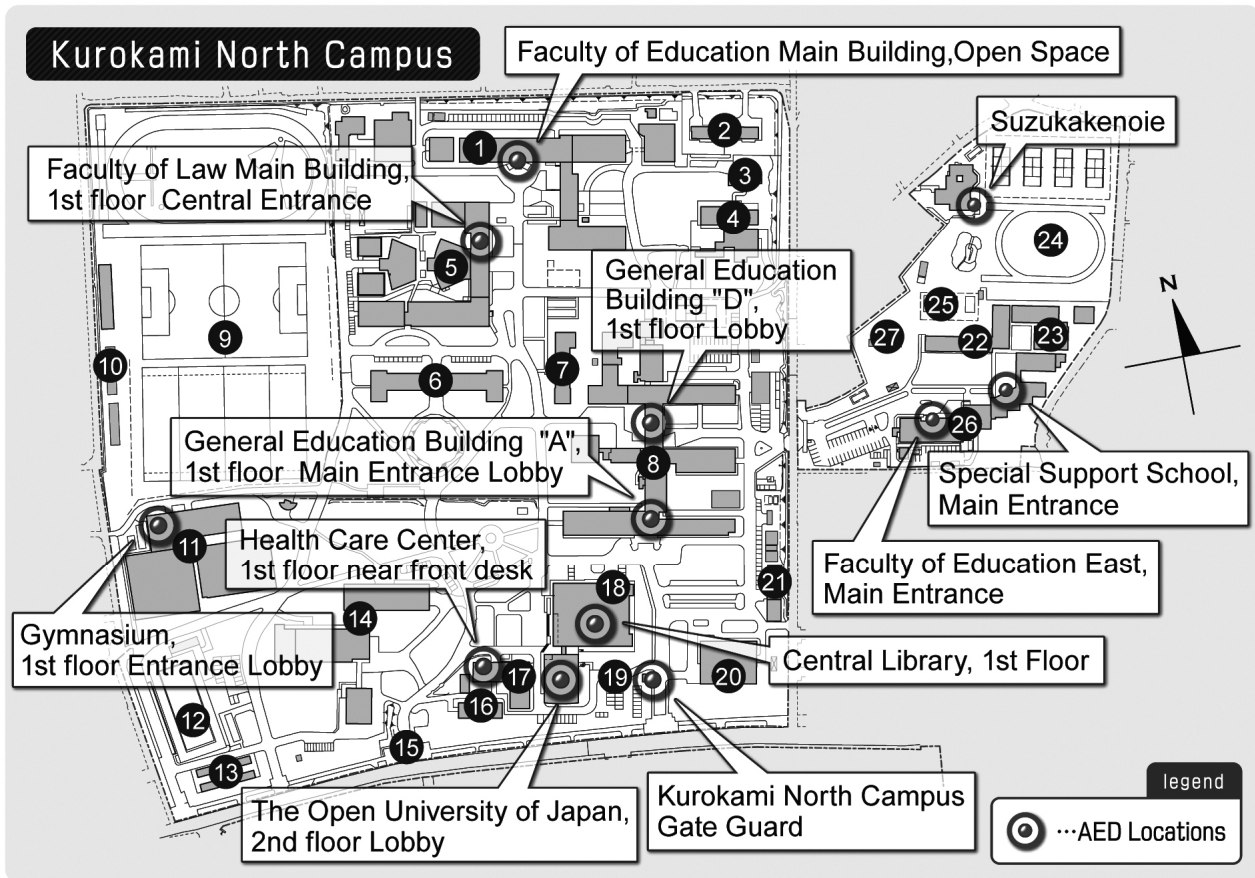 Kurokami North Campus
Faculty of Education Main Building,Open Space
Suzukakenoie
Faculty of Law Main Building,
1st floor Central Entrance
General Education
Building "D",
1st floor Lobby
General Education Building "A",
1st floor Main Entrance Lobby
Health Care Center,
1st floor near front desk
Gymnasium,
1st floor Entrance Lobby
Special Support School,
Main Entrance
Faculty of Education East,
Main Entrance
Central Library, 1st Floor
The Open University of Japan,
2nd floor Lobby
Kurokami North Campus
Gate Guard
1
2
3
4
5
6
7
8
9
10
11
12
13
14
15
16
17
18
19
20
21
22
23
24
25
26
27
N
legend
···AED Locations